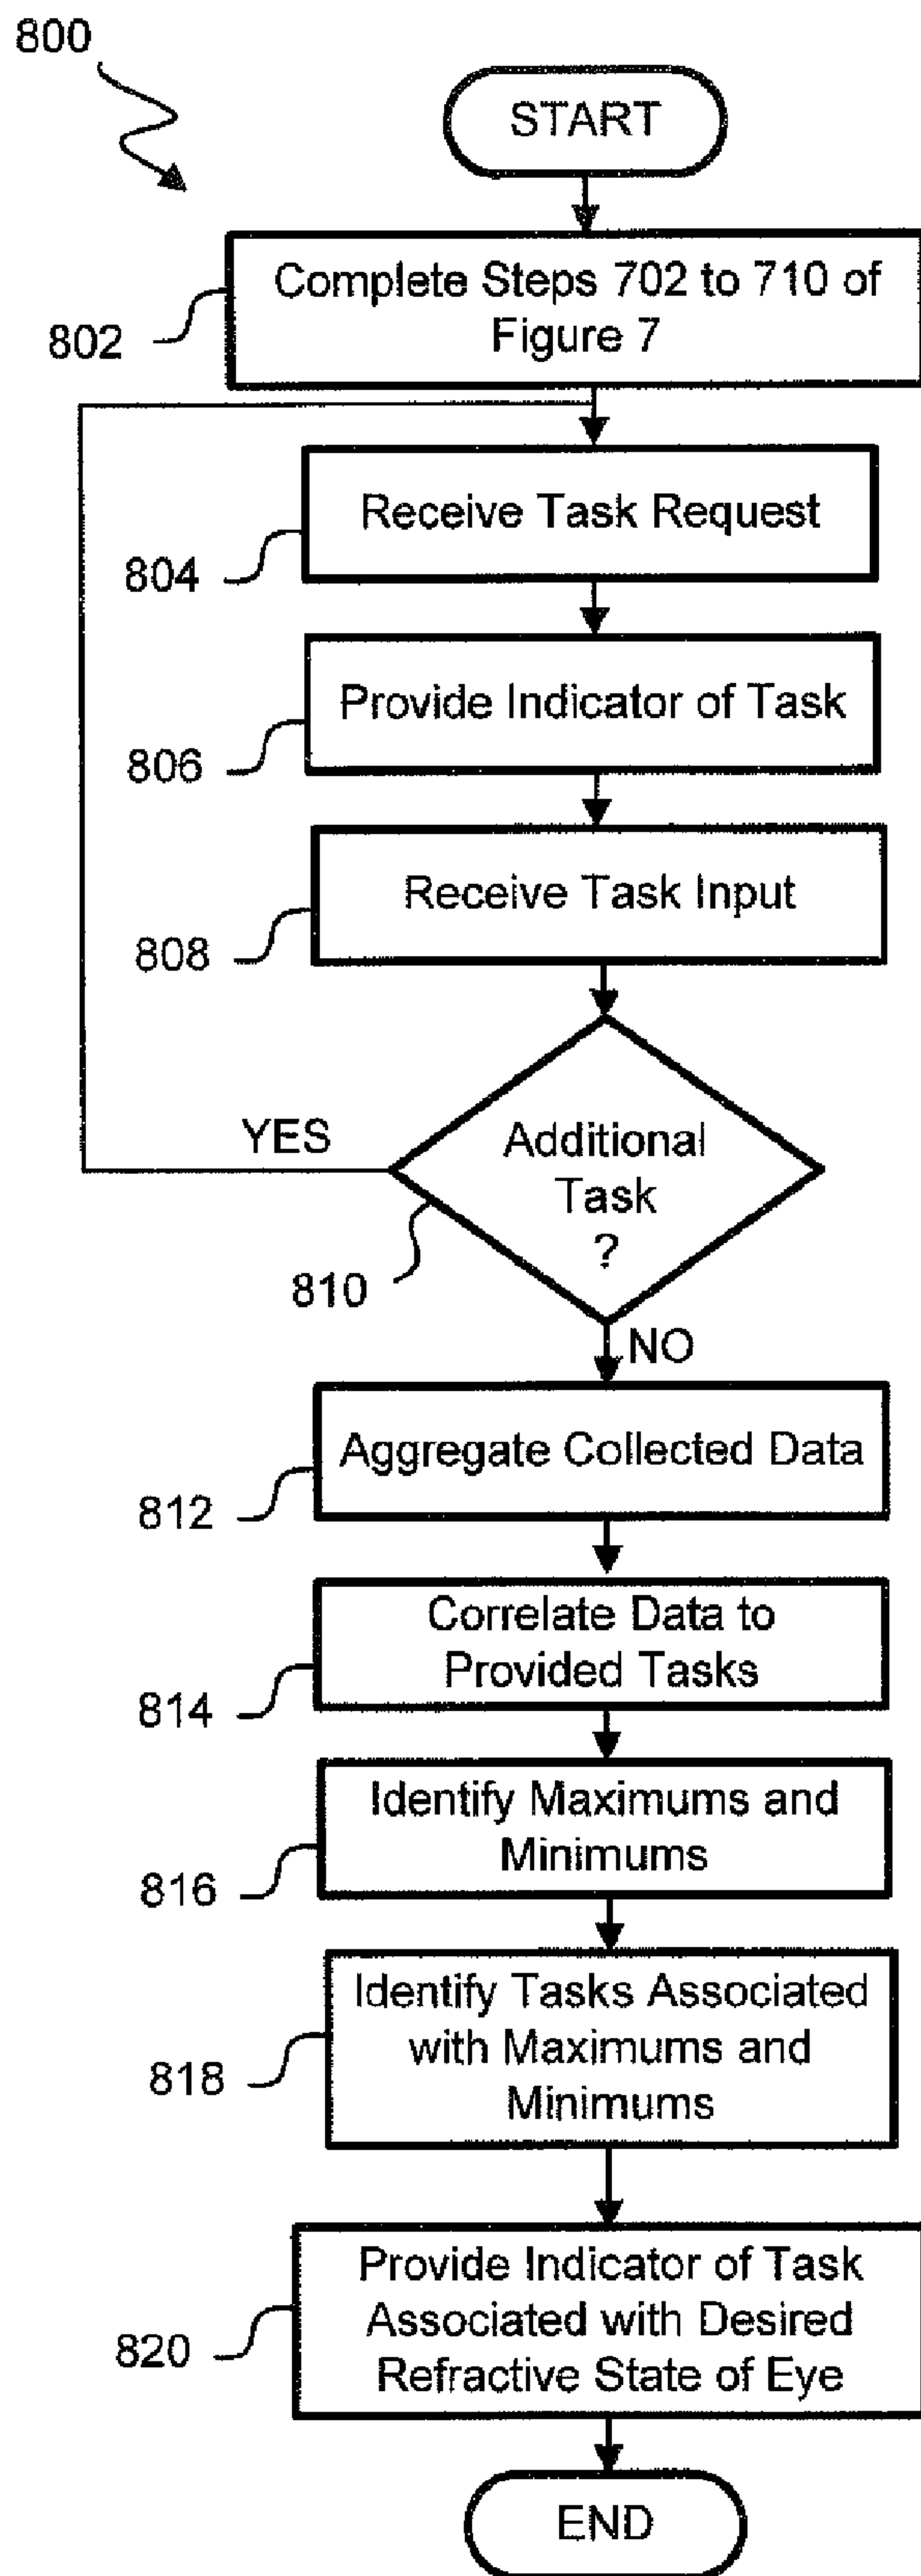 800
START
Complete Steps 702 to 710 of
Figure 7
802
Receive Task Request
804
Provide Indicator of Task
806
Receive Task Input
808
YES
Additional
Task
?
810
NO
Aggregate Collected Data
812
Correlate Data to
Provided Tasks
814
Identify Maximums and
Minimums
816
Identify Tasks Associated
with Maximums and
Minimums
818
Provide Indicator of Task
Associated with Desired
Refractive State of Eye
820
END